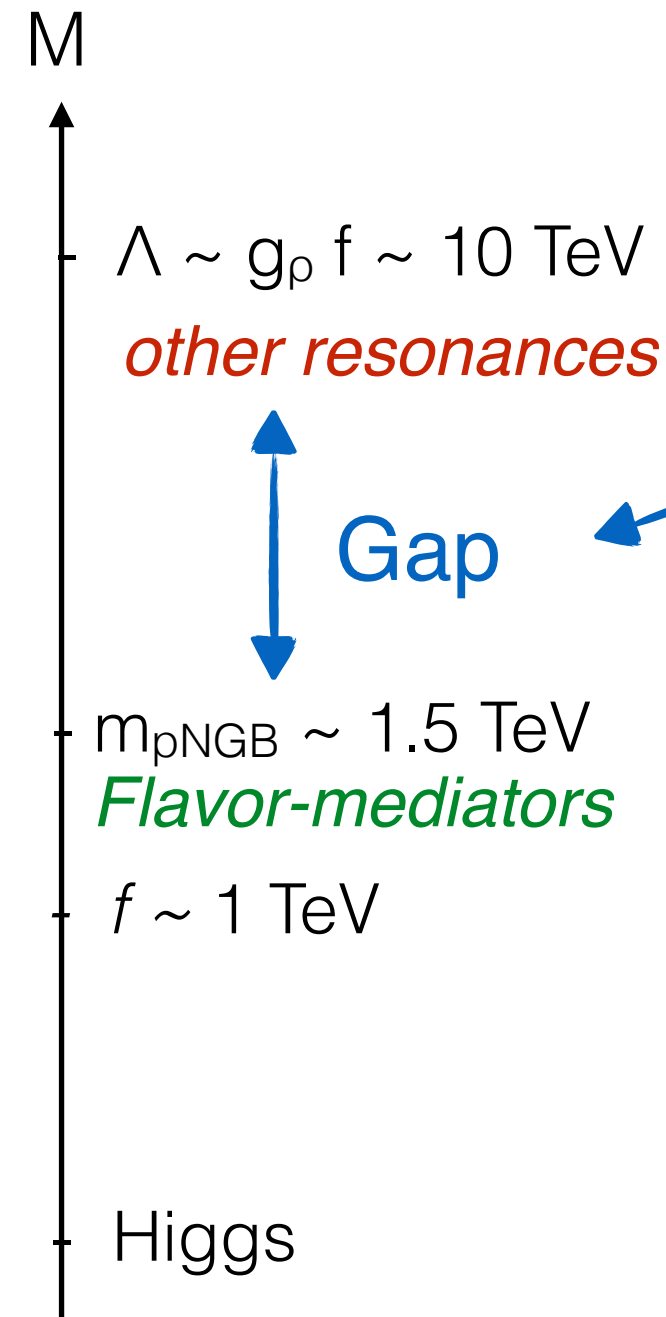 M
Λ ~ gρ f ~ 10 TeV
other resonances
Gap
mpNGB ~ 1.5 TeV
Flavor-mediators
f ~ 1 TeV
Higgs